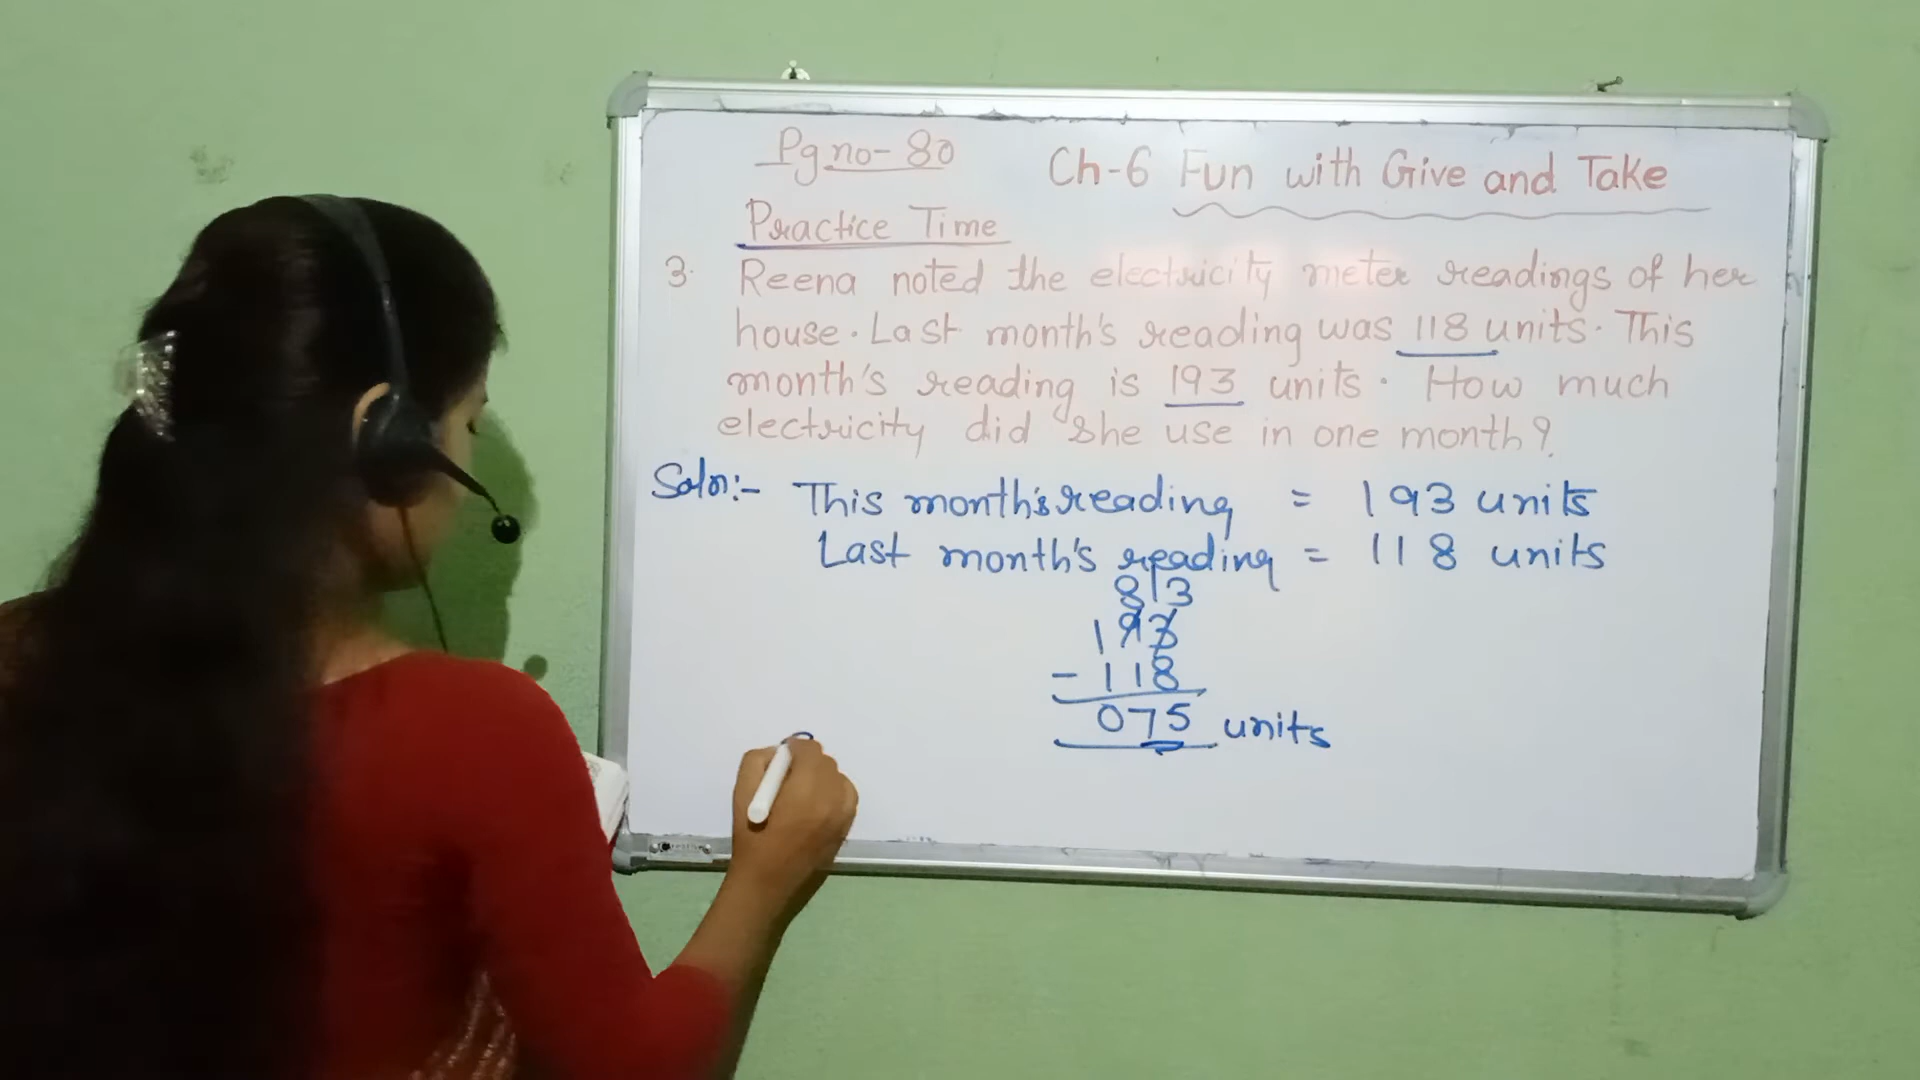 Pg no- 80
Ch-6 Fun with Give and Take
Practice Time
3. Reena noted the electricity meter readings of her
house. Last month's reading was 118 units. This
month's reading is 193 units. How much
electricity did she use in one month?
Soln:- This month's reading = 193 units
Last month's reading = 118 units
8 13
193
- 118
075 units